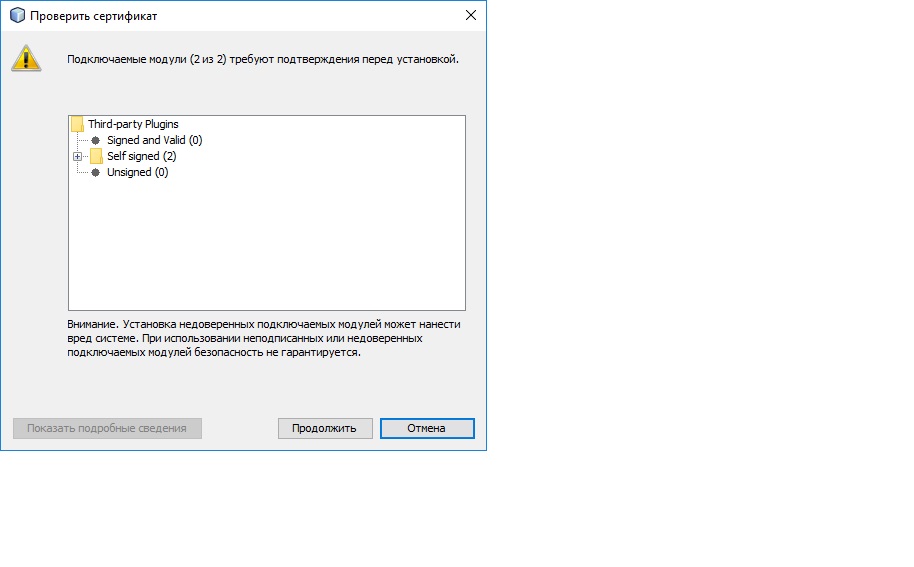 Проверить сертификат
Подключаемые модули (2 из 2) требуют подтверждения перед установкой.
Third-party Plugins
Signed and Valid (0)
Self signed (2)
Unsigned (0)
Внимание. Установка недоверенных подключаемых модулей может нанести
вред системе. При использовании неподписанных или недоверенных
подключаемых модулей безопасность не гарантируется.
Показать подробные сведения
Продолжить
Отмена